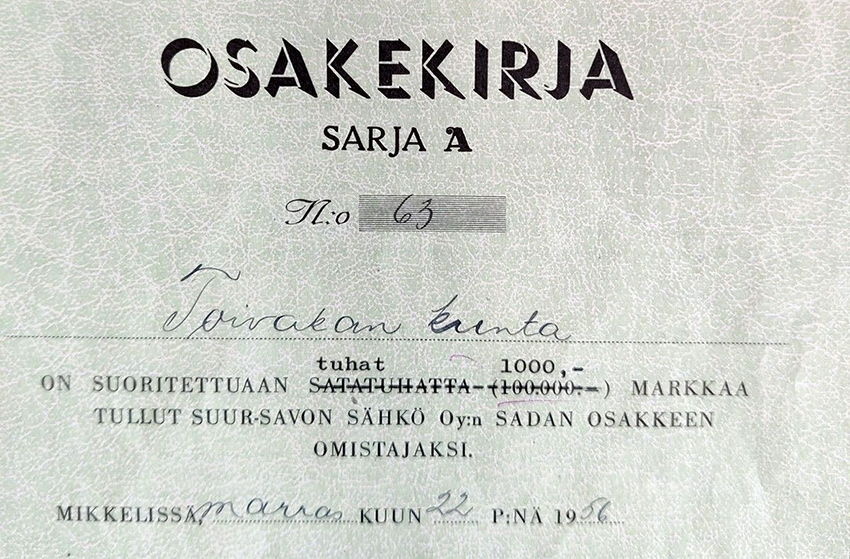 OSAKEKIRJA
SARJA A
N:o 63
Toivakan kunta
tuhat 1000,-
ON SUORITETTUAAN SATATUHATTA (100.000:–) MARKKAA
TULLUT SUUR-SAVON SÄHKÖ Oy:n SADAN OSAKKEEN
OMISTAJAKSI.
MIKKELISSÄ, marras KUUN 22 P:NÄ 1956